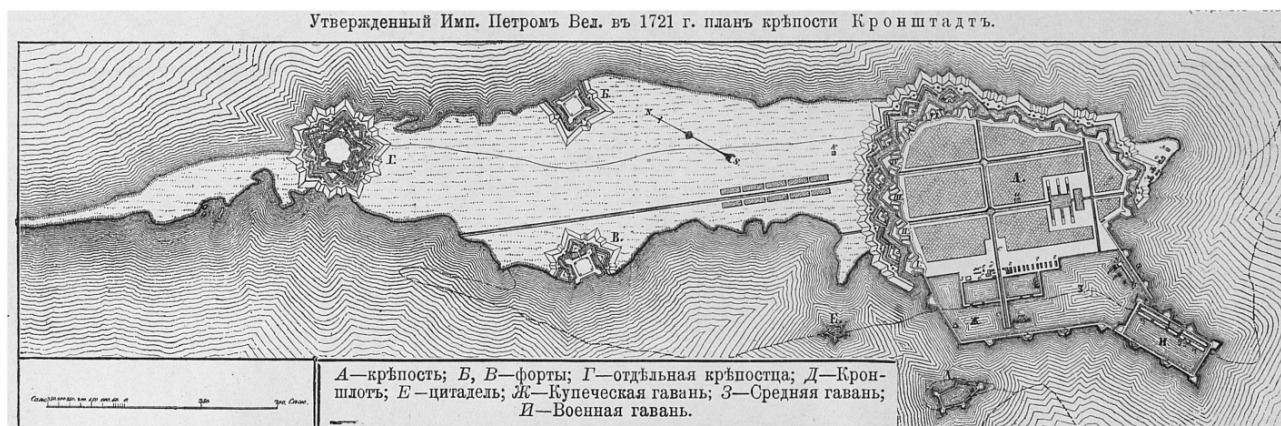 Утвержденный Имп. Петромъ Вел. въ 1721 г. планъ крѣпости Кронштадтъ.
Б.
Г.
А.
В.
З
Е.
Ж
И
А—крѣпость; Б, В—форты; Г—отдѣльная крѣпостца; Д—Крон-
шлотъ; Е—цитадель; Ж—Купеческая гавань; З—Средняя гавань;
И—Военная гавань.